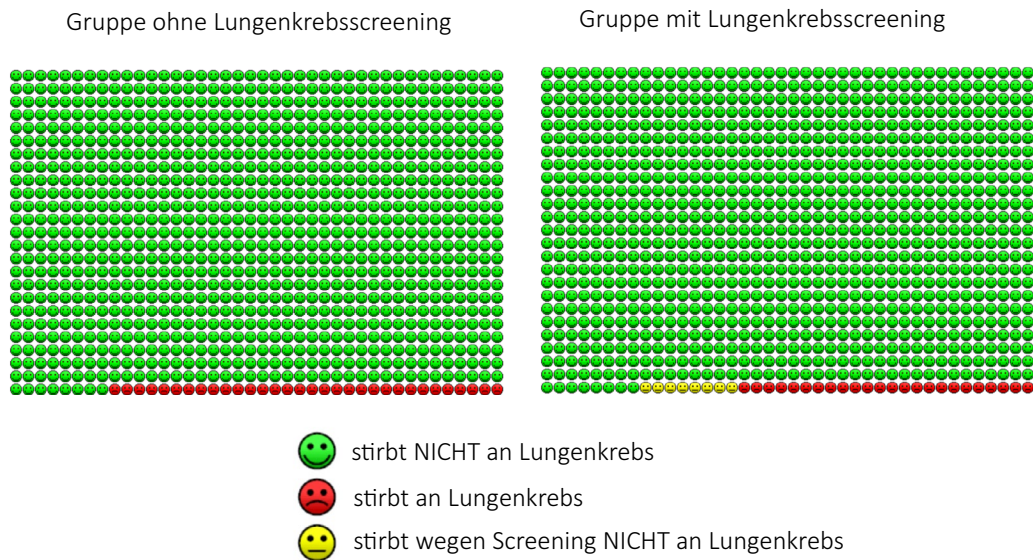 Gruppe ohne Lungenkrebsscreening
Gruppe mit Lungenkrebsscreening
stirbt NICHT an Lungenkrebs
stirbt an Lungenkrebs
stirbt wegen Screening NICHT an Lungenkrebs